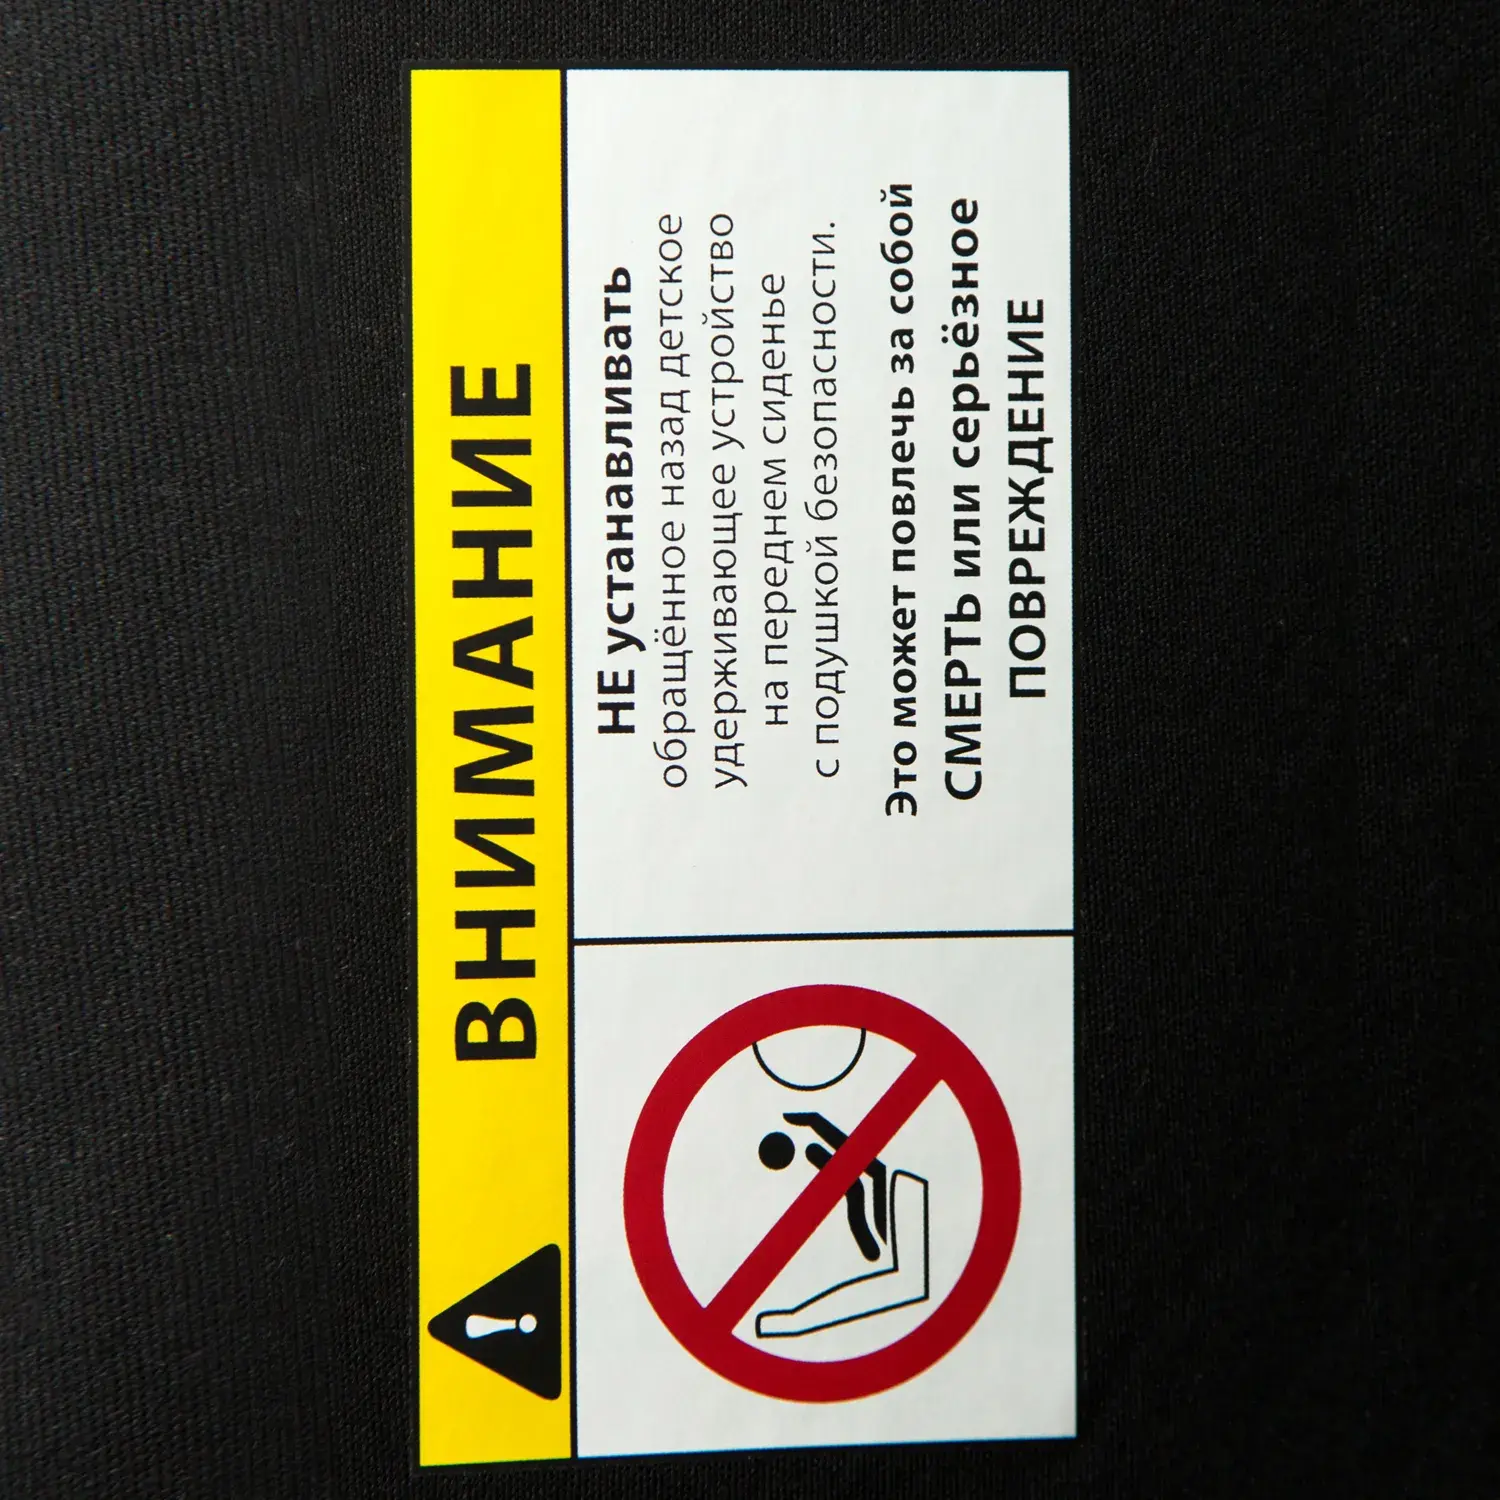 ВНИМАНИЕ
НЕ устанавливать
обращённое назад детское
удерживающее устройство
на переднем сиденье
с подушкой безопасности.
Это может повлечь за собой
СМЕРТЬ или серьёзное
ПОВРЕЖДЕНИЕ